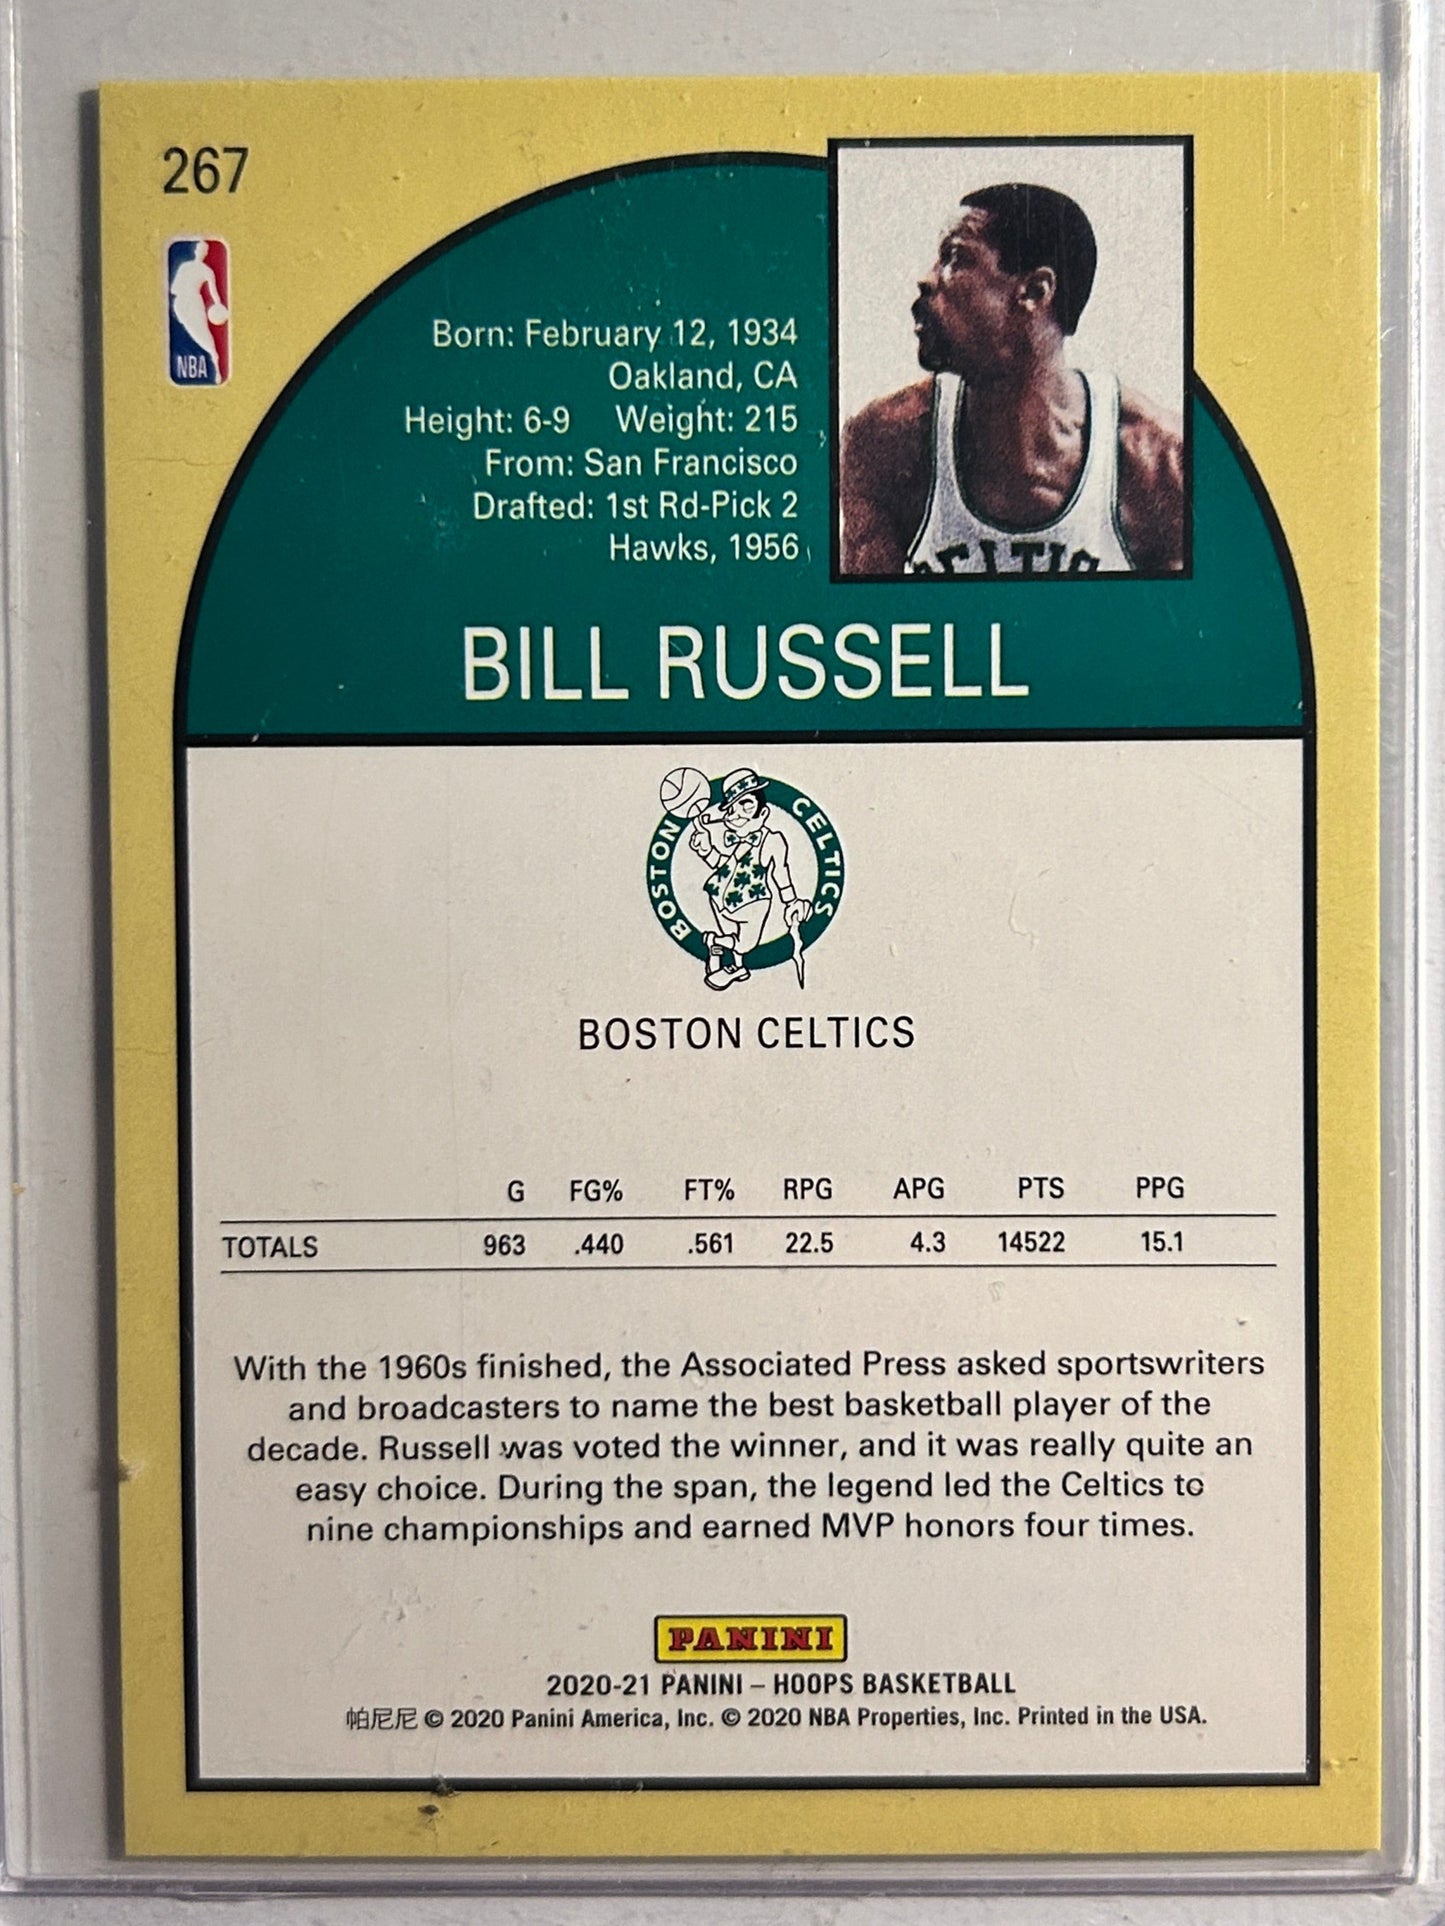 267
NBA
Born: February 12, 1934
Oakland, CA
Height: 6-9 Weight: 215
From: San Francisco
Drafted: 1st Rd-Pick 2
Hawks, 1956
CELTIC
BILL RUSSELL
BOSTON CELTICS
BOSTON CELTICS
G FG% FT% RPG APG PTS PPG
TOTALS 963 .440 .561 22.5 4.3 14522 15.1
With the 1960s finished, the Associated Press asked sportswriters
and broadcasters to name the best basketball player of the
decade. Russell was voted the winner, and it was really quite an
easy choice. During the span, the legend led the Celtics to
nine championships and earned MVP honors four times.
PANINI
2020-21 PANINI – HOOPS BASKETBALL
帕尼尼 © 2020 Panini America, Inc. © 2020 NBA Properties, Inc. Printed in the USA.